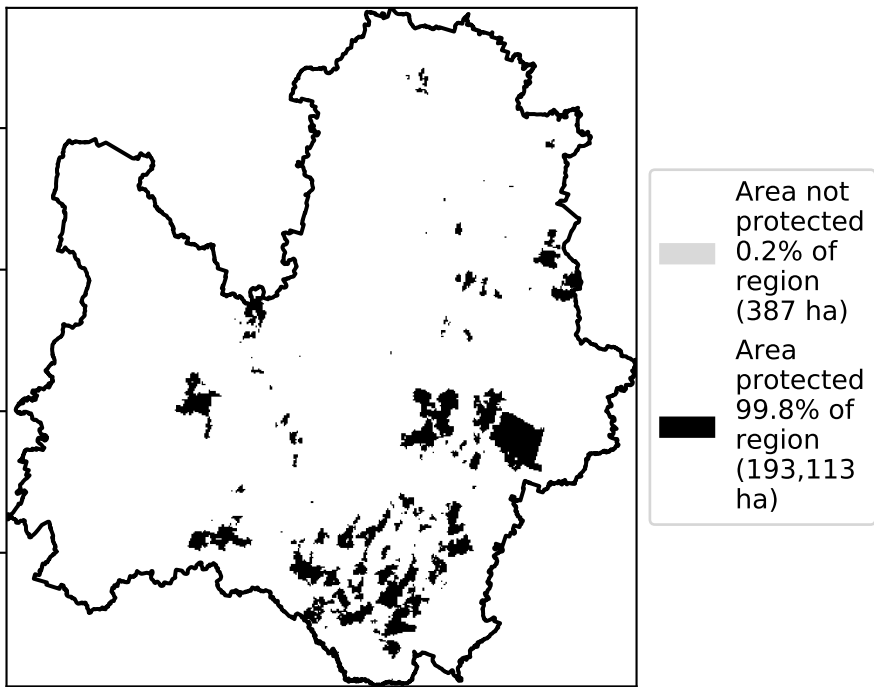 Area not
protected
0.2% of
region
(387 ha)
Area
protected
99.8% of
region
(193,113
ha)